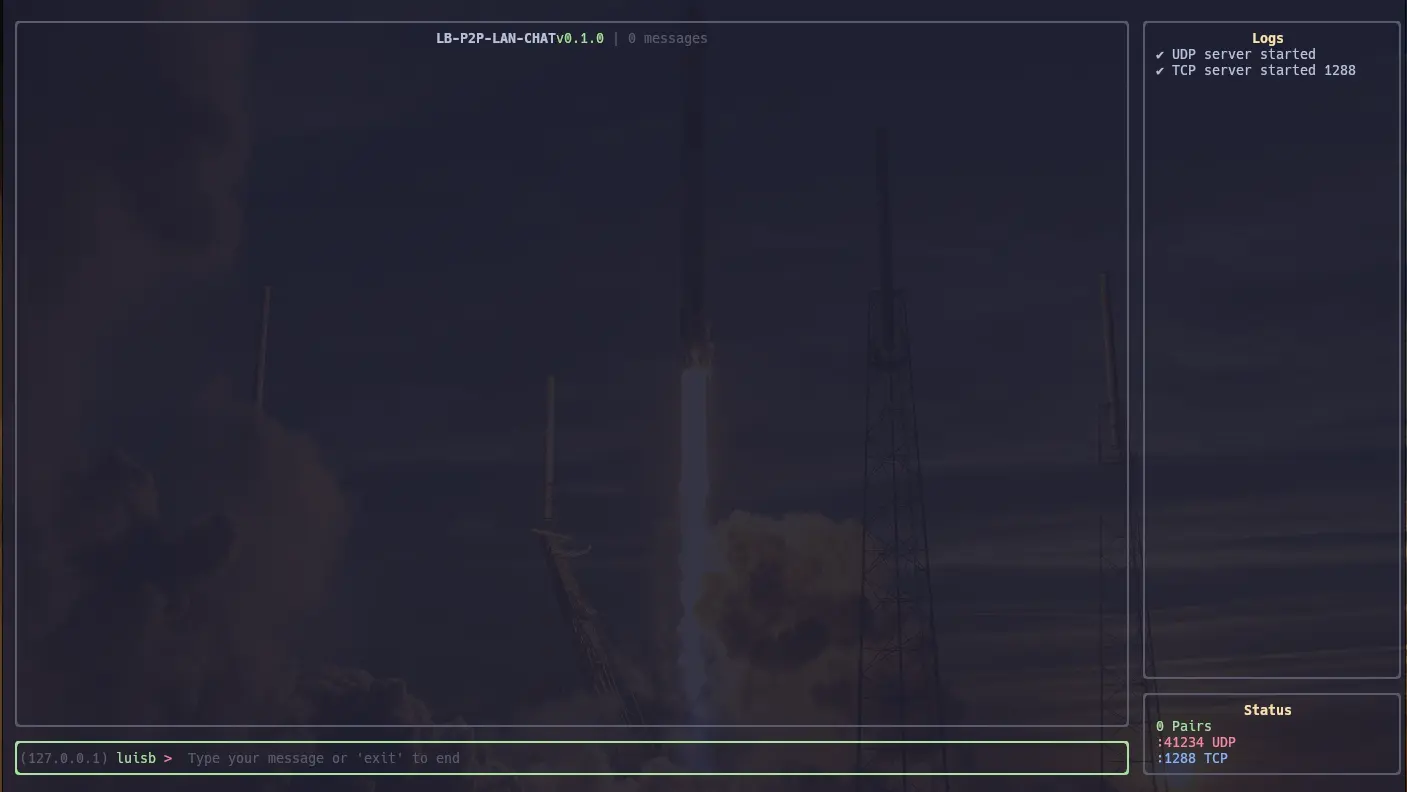 LB-P2P-LAN-CHATv0.1.0 | 0 messages
Logs
✔ UDP server started
✔ TCP server started 1288
Status
0 Pairs
:41234 UDP
:1288 TCP
(127.0.0.1) luisb > Type your message or 'exit' to end